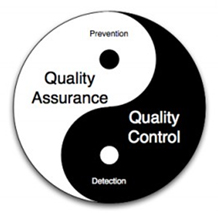 Prevention
Quality
Assurance
Quality
Control
Detection